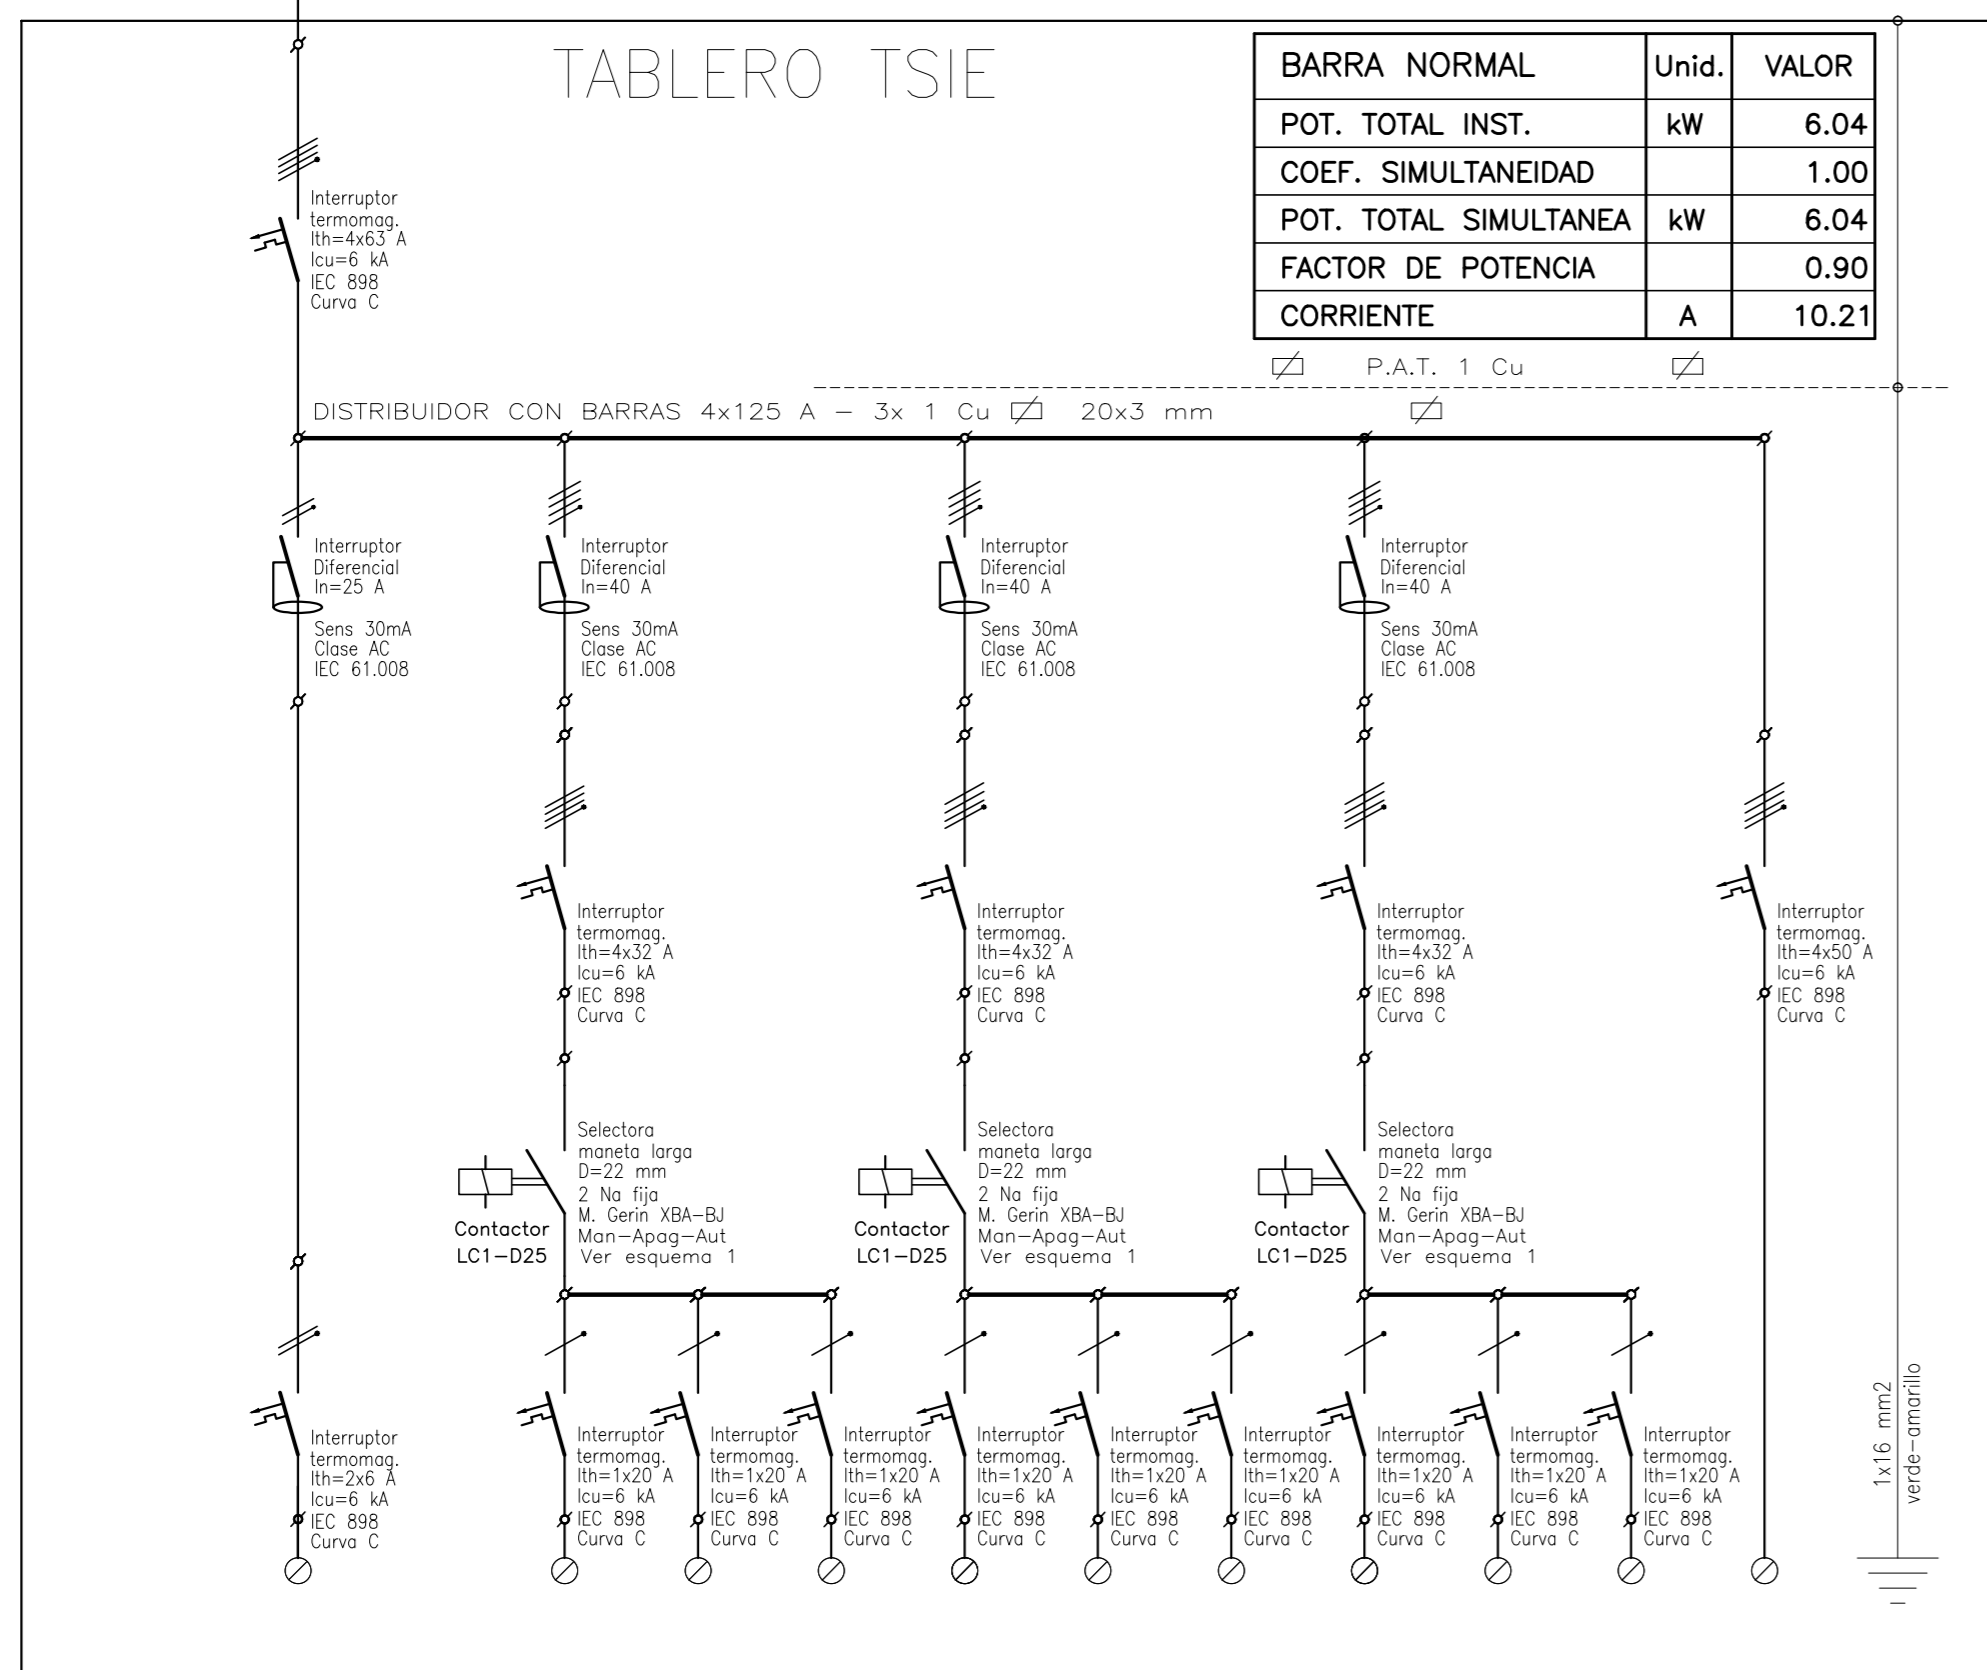 TABLERO TSIE
BARRA NORMAL Unid. VALOR
POT. TOTAL INST. kW 6.04
COEF. SIMULTANEIDAD 1.00
POT. TOTAL SIMULTANEA kW 6.04
FACTOR DE POTENCIA 0.90
CORRIENTE A 10.21
Interruptor
termomag.
Ith=4x63 A
Icu=6 kA
IEC 898
Curva C
P.A.T. 1 Cu
DISTRIBUIDOR CON BARRAS 4x125 A - 3x 1 Cu 20x3 mm
Interruptor
Diferencial
In=25 A
Sens 30mA
Clase AC
IEC 61.008
Interruptor
Diferencial
In=40 A
Sens 30mA
Clase AC
IEC 61.008
Interruptor
Diferencial
In=40 A
Sens 30mA
Clase AC
IEC 61.008
Interruptor
Diferencial
In=40 A
Sens 30mA
Clase AC
IEC 61.008
Interruptor
termomag.
Ith=4x32 A
Icu=6 kA
IEC 898
Curva C
Interruptor
termomag.
Ith=4x32 A
Icu=6 kA
IEC 898
Curva C
Interruptor
termomag.
Ith=4x32 A
Icu=6 kA
IEC 898
Curva C
Interruptor
termomag.
Ith=4x50 A
Icu=6 kA
IEC 898
Curva C
Contactor
LC1-D25
Selectora
maneta larga
D=22 mm
2 Na fija
M. Gerin XBA-BJ
Man-Apag-Aut
Ver esquema 1
Contactor
LC1-D25
Selectora
maneta larga
D=22 mm
2 Na fija
M. Gerin XBA-BJ
Man-Apag-Aut
Ver esquema 1
Contactor
LC1-D25
Selectora
maneta larga
D=22 mm
2 Na fija
M. Gerin XBA-BJ
Man-Apag-Aut
Ver esquema 1
Interruptor
termomag.
Ith=2x6 A
Icu=6 kA
IEC 898
Curva C
Interruptor
termomag.
Ith=1x20 A
Icu=6 kA
IEC 898
Curva C
Interruptor
termomag.
Ith=1x20 A
Icu=6 kA
IEC 898
Curva C
Interruptor
termomag.
Ith=1x20 A
Icu=6 kA
IEC 898
Curva C
Interruptor
termomag.
Ith=1x20 A
Icu=6 kA
IEC 898
Curva C
Interruptor
termomag.
Ith=1x20 A
Icu=6 kA
IEC 898
Curva C
Interruptor
termomag.
Ith=1x20 A
Icu=6 kA
IEC 898
Curva C
Interruptor
termomag.
Ith=1x20 A
Icu=6 kA
IEC 898
Curva C
Interruptor
termomag.
Ith=1x20 A
Icu=6 kA
IEC 898
Curva C
Interruptor
termomag.
Ith=1x20 A
Icu=6 kA
IEC 898
Curva C
1x16 mm2
verde-amarillo